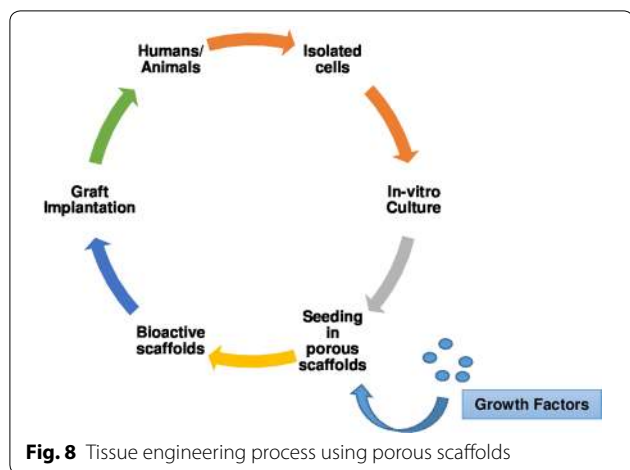 Humans/
Animals
Isolated
cells
In-vitro
Culture
Seeding
in
porous
scaffolds
Growth Factors
Bioactive
scaffolds
Graft
Implantation
Fig. 8 Tissue engineering process using porous scaffolds